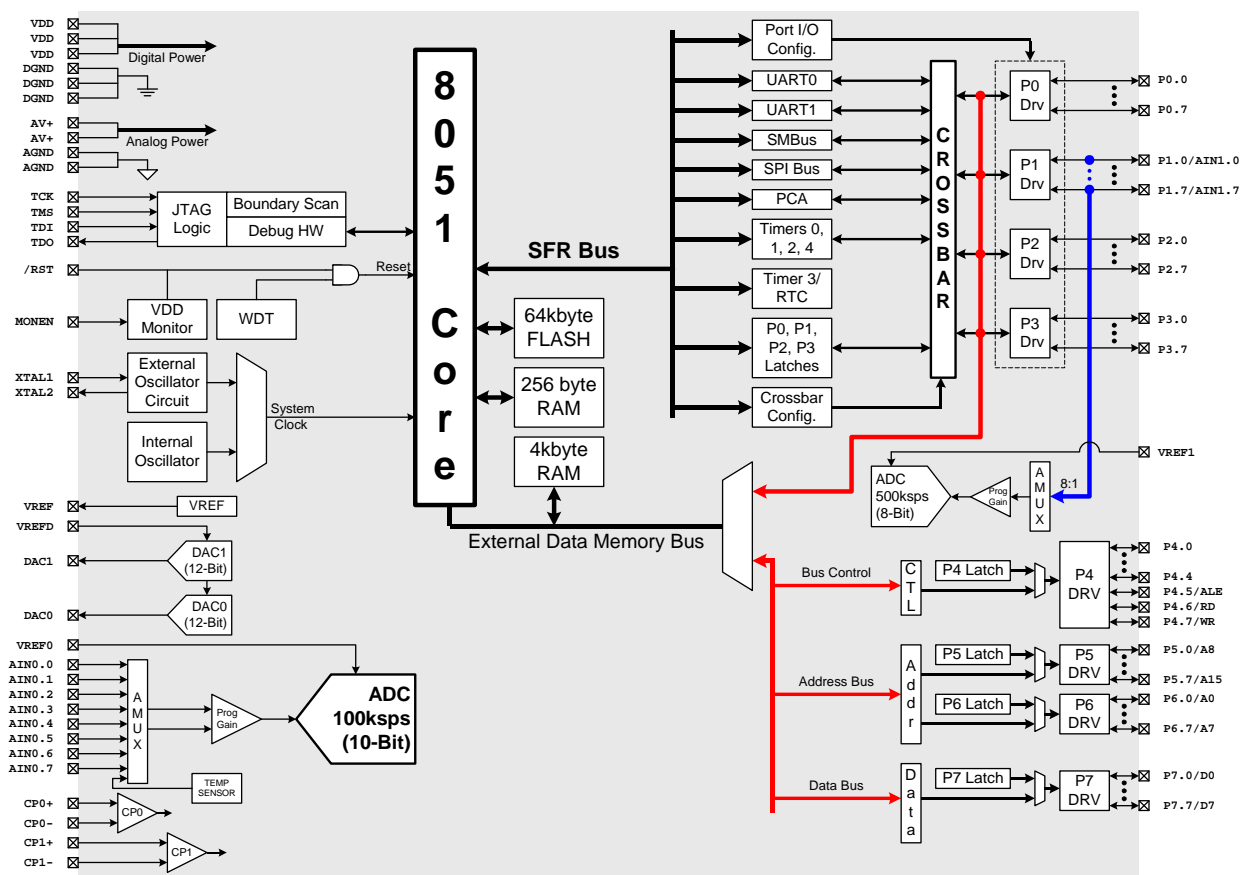 VDD
VDD
VDD
Digital Power
DGND
DGND
DGND
AV+
AV+
Analog Power
AGND
AGND
TCK
TMS
TDI
TDO
JTAG
Logic
Boundary Scan
Debug HW
/RST
Reset
VDD
Monitor
WDT
MONEN
XTAL1
XTAL2
External
Oscillator
Circuit
Internal
Oscillator
System
Clock
VREF
VREF
VREFD
DAC1
DAC1
(12-Bit)
DAC0
DAC0
(12-Bit)
VREF0
AIN0.0
AIN0.1
AIN0.2
AIN0.3
AIN0.4
AIN0.5
AIN0.6
AIN0.7
A
M
U
X
Prog
Gain
ADC
100ksps
(10-Bit)
TEMP
SENSOR
CP0+
CP0-
CP0
CP1+
CP1-
CP1
8
0
5
1
C
o
r
e
SFR Bus
64kbyte
FLASH
256 byte
RAM
4kbyte
RAM
External Data Memory Bus
Port I/O
Config.
UART0
UART1
SMBus
SPI Bus
PCA
Timers 0,
1, 2, 4
Timer 3/
RTC
P0, P1,
P2, P3
Latches
Crossbar
Config.
C
R
O
S
S
B
A
R
P0
Drv
P1
Drv
P2
Drv
P3
Drv
P0.0
P0.7
P1.0/AIN1.0
P1.7/AIN1.7
P2.0
P2.7
P3.0
P3.7
VREF1
ADC
500ksps
(8-Bit)
Prog
Gain
A
M
U
X
8:1
Bus Control
C
T
L
P4 Latch
P4
DRV
P4.0
P4.4
P4.5/ALE
P4.6/RD
P4.7/WR
Address Bus
A
d
d
r
P5 Latch
P5
DRV
P5.0/A8
P5.7/A15
P6 Latch
P6
DRV
P6.0/A0
P6.7/A7
Data Bus
D
a
t
a
P7 Latch
P7
DRV
P7.0/D0
P7.7/D7